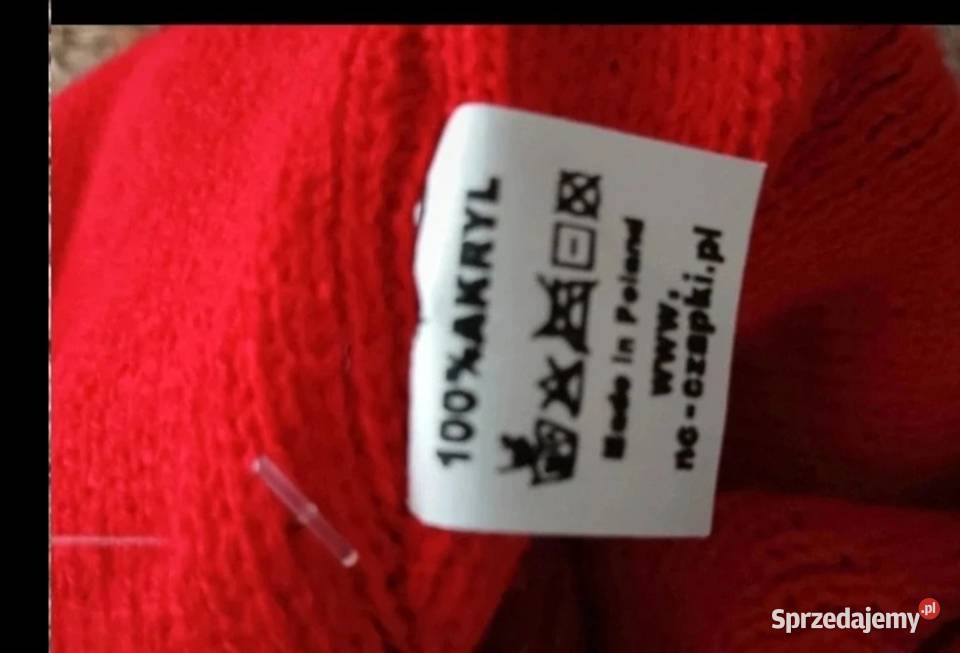 100%AKRYL
Made in Poland
www.
nc-czapki.pl
Sprzedajemy.pl